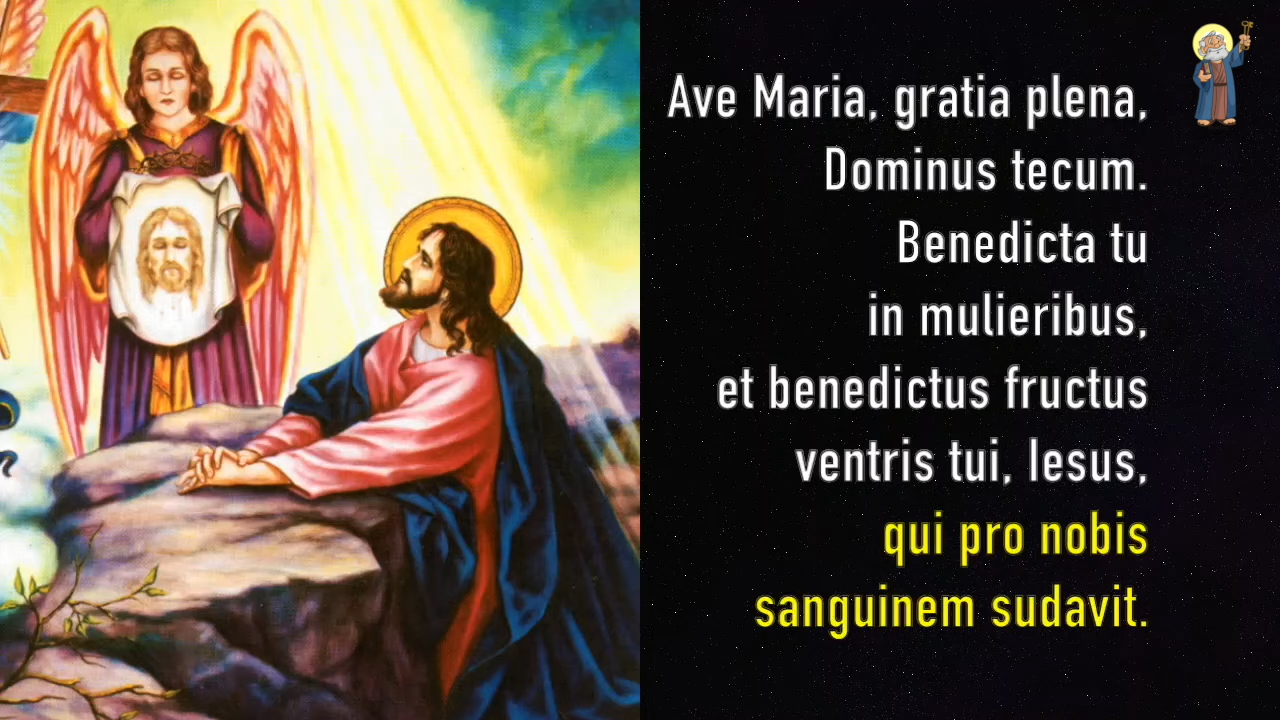 Ave Maria, gratia plena,
Dominus tecum.
Benedicta tu
in mulieribus,
et benedictus fructus
ventris tui, Iesus,
qui pro nobis
sanguinem sudavit.